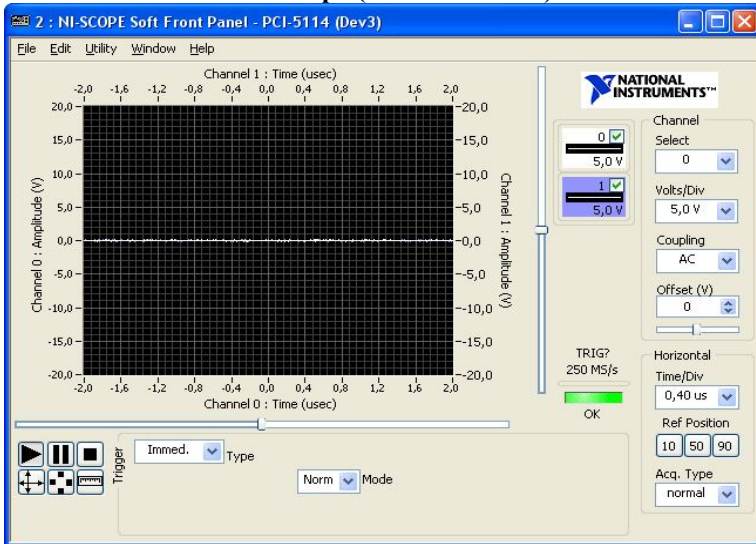 2 : NI-SCOPE Soft Front Panel - PCI-5114 (Dev3)
File Edit Utility Window Help
Channel 1 : Time (usec)
-2,0 -1,6 -1,2 -0,8 -0,4 0,0 0,4 0,8 1,2 1,6 2,0
20,0
15,0
10,0
5,0
0,0
-5,0
-10,0
-15,0
-20,0
Channel 0 : Amplitude (V)
-20,0
-15,0
-10,0
-5,0
-0,0
-5,0
-10,0
-15,0
-20,0
Channel 1 : Amplitude (V)
-2,0 -1,6 -1,2 -0,8 -0,4 0,0 0,4 0,8 1,2 1,6 2,0
Channel 0 : Time (usec)
NATIONAL
INSTRUMENTS™
0
5,0 V
1
5,0 V
TRIG?
250 MS/s
OK
Channel
Select
0
Volts/Div
5,0 V
Coupling
AC
Offset (V)
0
Horizontal
Time/Div
0,40 us
Ref Position
10 50 90
Acq. Type
normal
Trigger
Immed. Type
Norm Mode